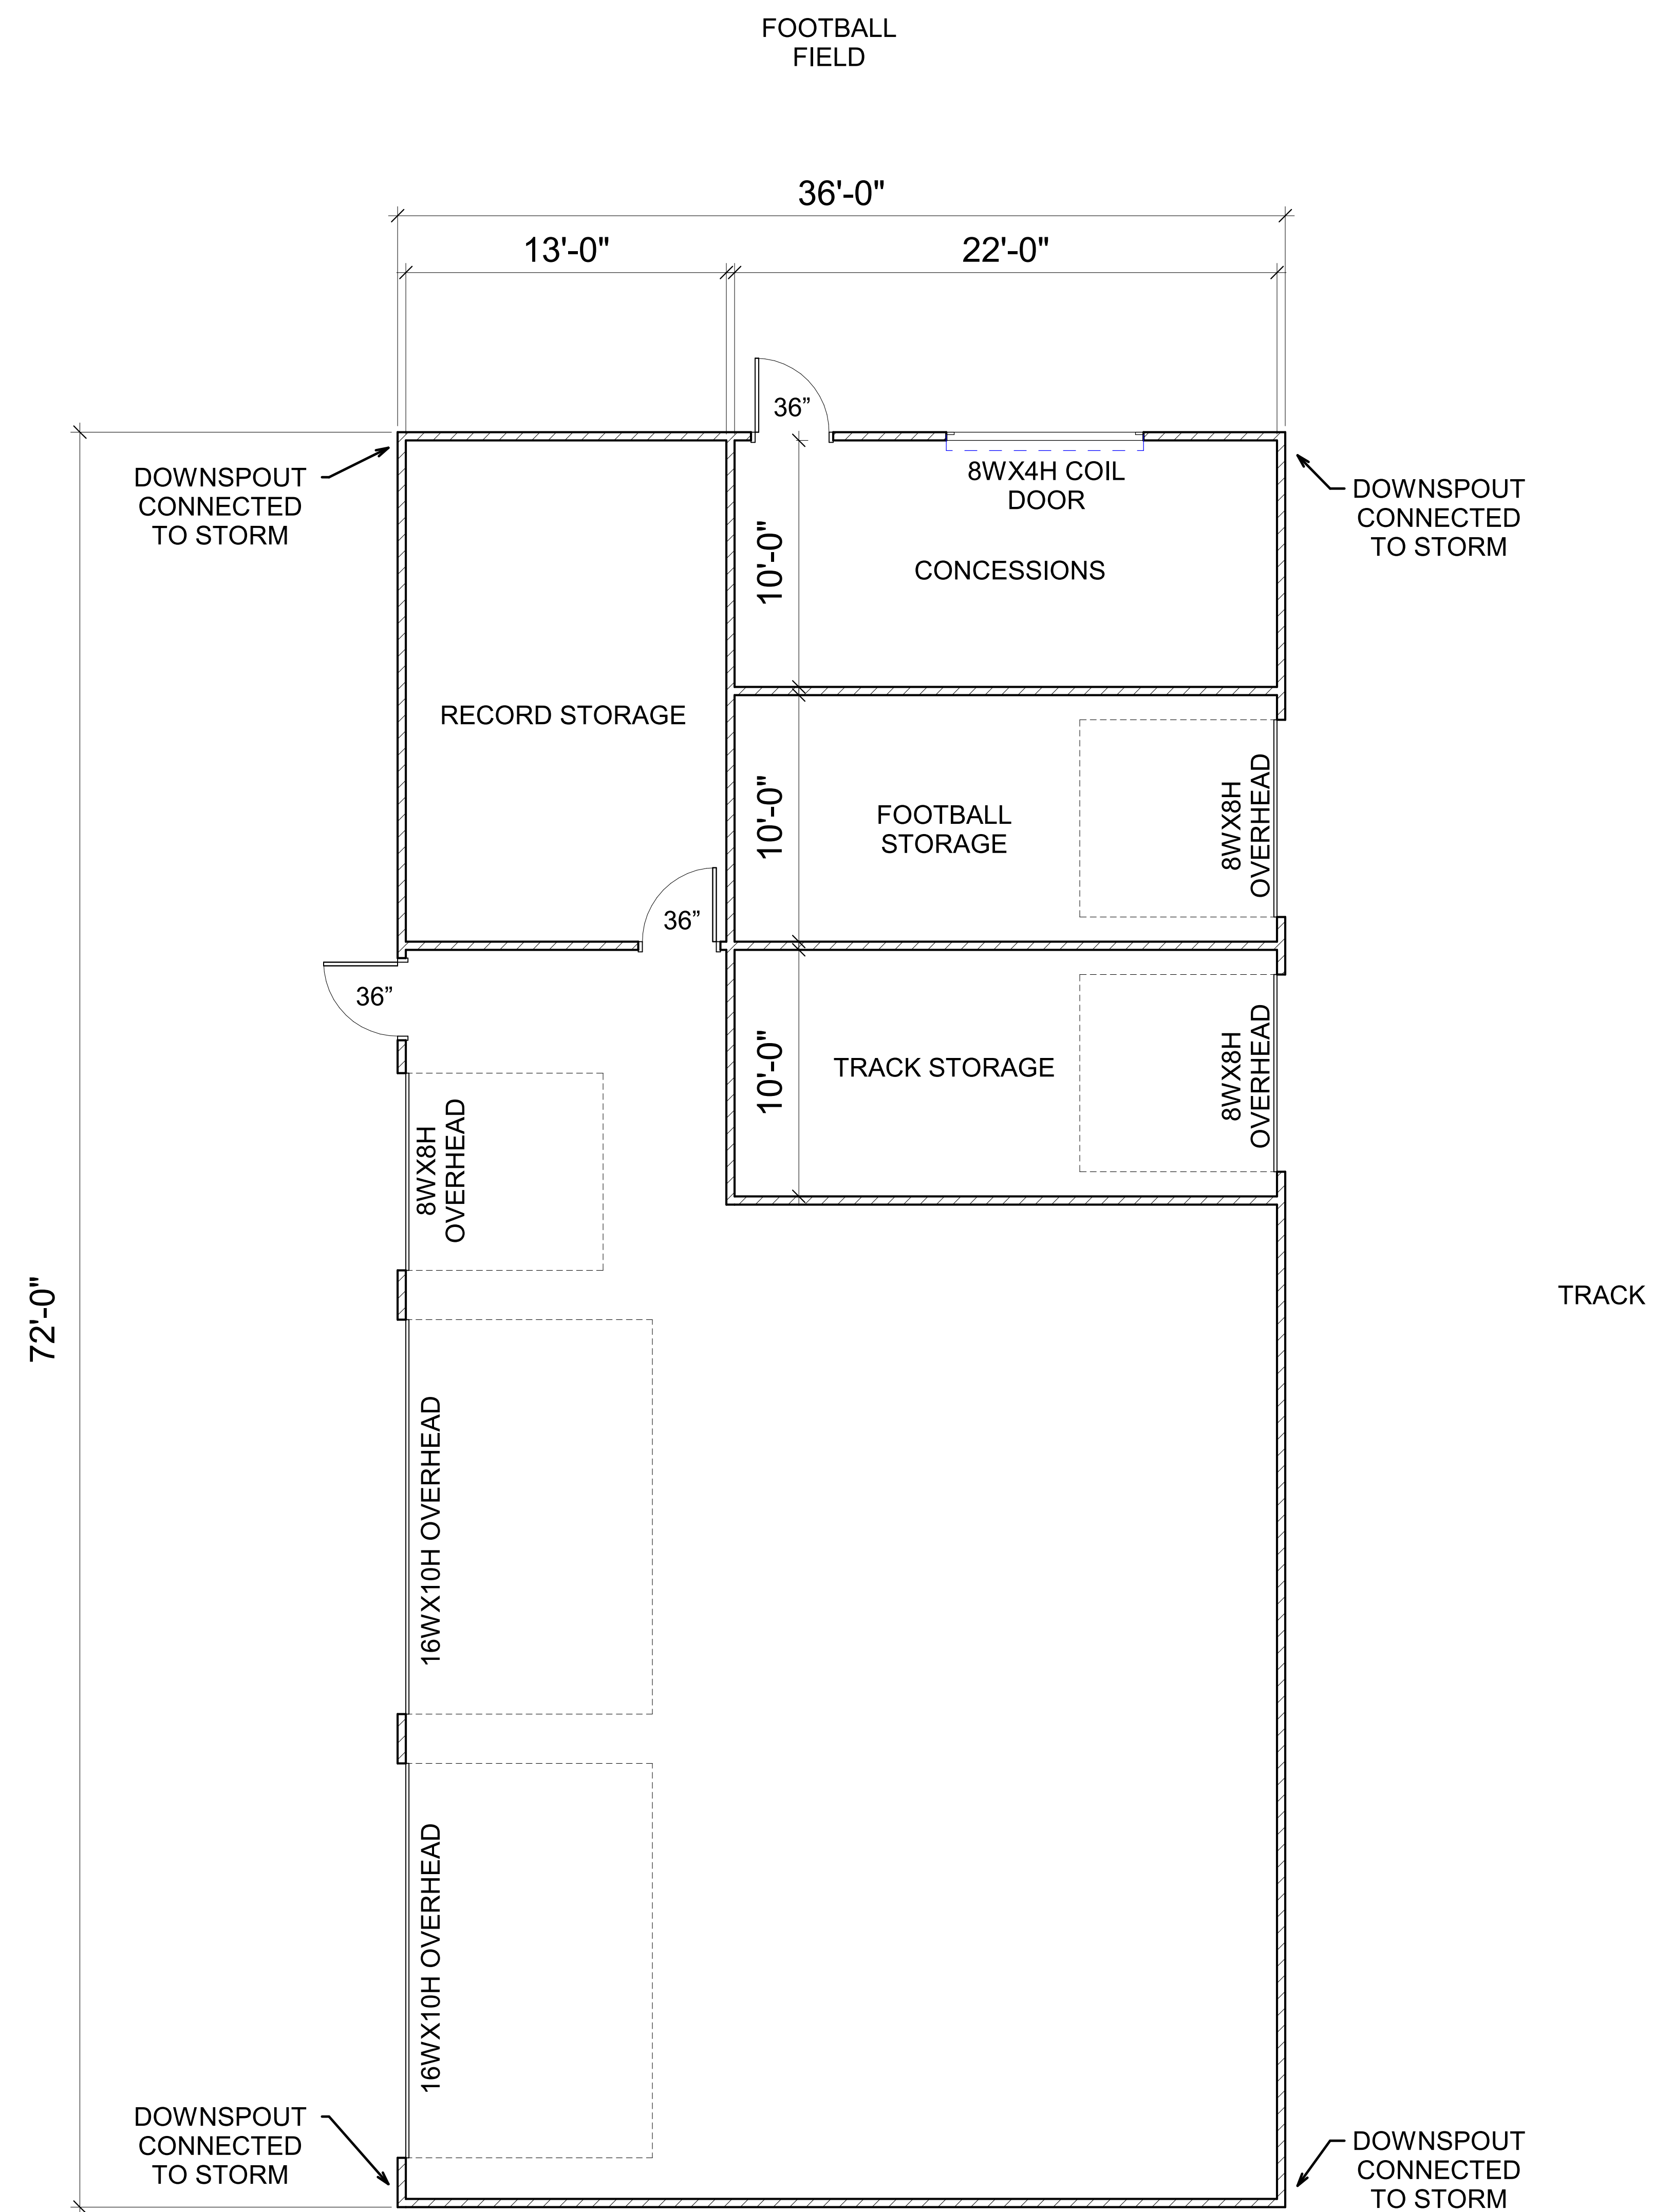 FOOTBALL
FIELD
36'-0"
13'-0"
22'-0"
36”
DOWNSPOUT
CONNECTED
TO STORM
8WX4H COIL
DOOR
DOWNSPOUT
CONNECTED
TO STORM
10'-0"
CONCESSIONS
RECORD STORAGE
10'-0"
FOOTBALL
STORAGE
8WX8H
OVERHEAD
36”
36”
10'-0"
TRACK STORAGE
8WX8H
OVERHEAD
8WX8H
OVERHEAD
72'-0"
TRACK
16WX10H OVERHEAD
16WX10H OVERHEAD
DOWNSPOUT
CONNECTED
TO STORM
DOWNSPOUT
CONNECTED
TO STORM